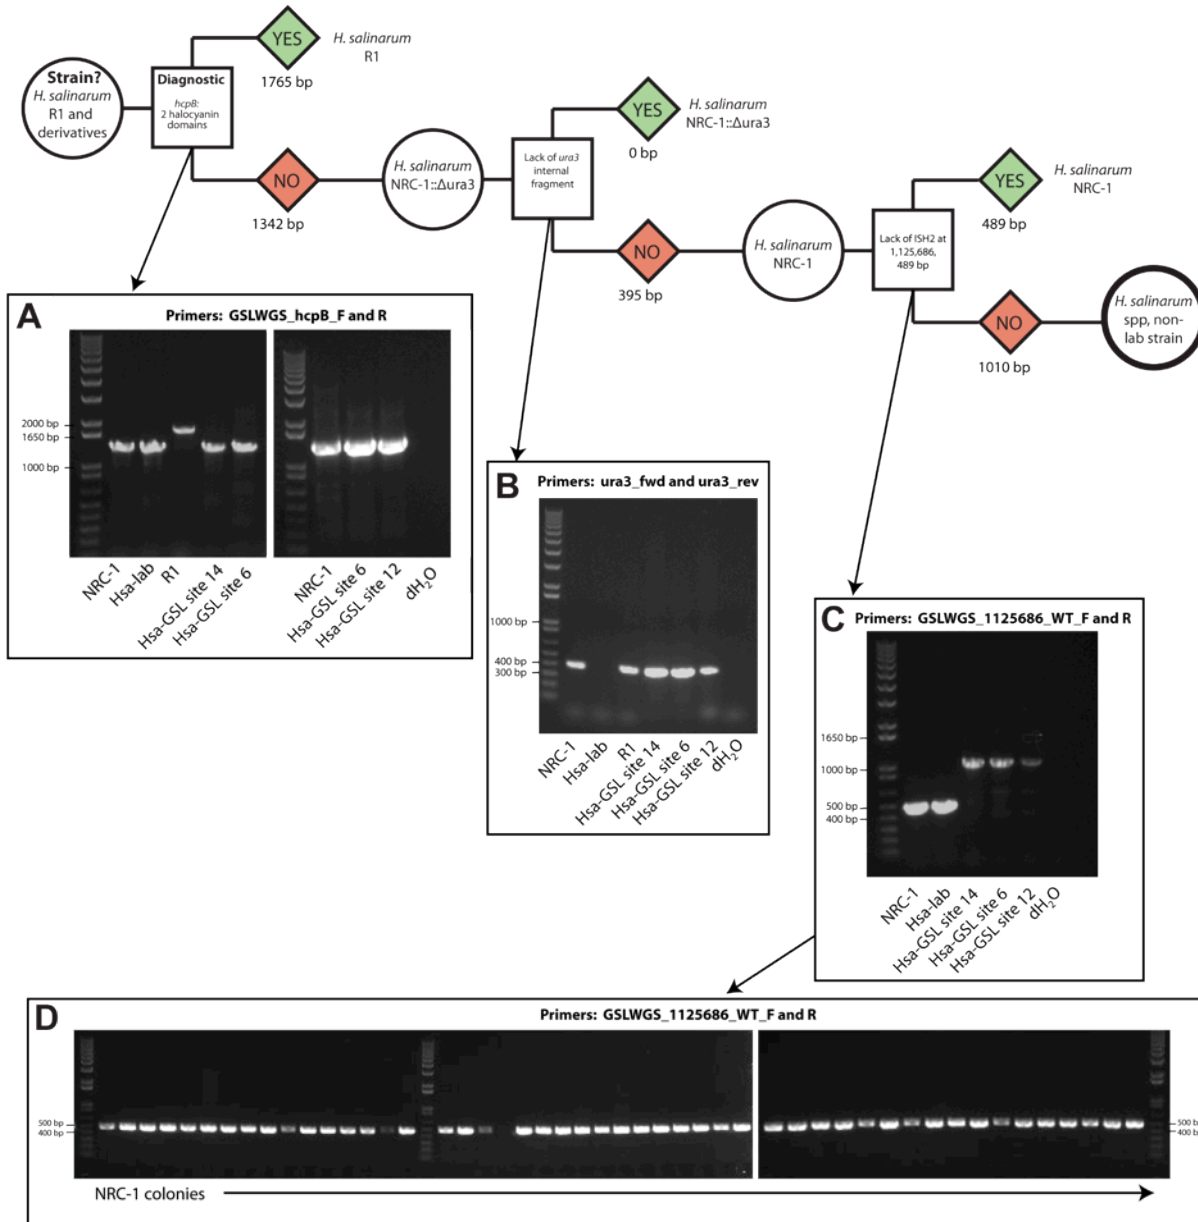 Strain?
H. salinarum
R1 and
derivatives
Diagnostic
hcpB:
2 halocyanin
domains
YES
1765 bp
H. salinarum
R1
NO
1342 bp
H. salinarum
NRC-1::Δura3
Lack of ura3
internal
fragment
YES
0 bp
H. salinarum
NRC-1::Δura3
NO
395 bp
H. salinarum
NRC-1
Lack of ISH2 at
1,125,686,
489 bp
YES
489 bp
H. salinarum
NRC-1
NO
1010 bp
H. salinarum
spp, non-
lab strain
A
Primers: GSLWGS_hcpB_F and R
2000 bp
1650 bp
1000 bp
NRC-1
Hsa-lab
R1
Hsa-GSL site 14
Hsa-GSL site 6
NRC-1
Hsa-GSL site 6
Hsa-GSL site 12
dH2O
B
Primers: ura3_fwd and ura3_rev
1000 bp
400 bp
300 bp
NRC-1
Hsa-lab
R1
Hsa-GSL site 14
Hsa-GSL site 6
Hsa-GSL site 12
dH2O
C
Primers: GSLWGS_1125686_WT_F and R
1650 bp
1000 bp
500 bp
400 bp
NRC-1
Hsa-lab
Hsa-GSL site 14
Hsa-GSL site 6
Hsa-GSL site 12
dH2O
D
Primers: GSLWGS_1125686_WT_F and R
500 bp
400 bp
500 bp
400 bp
NRC-1 colonies